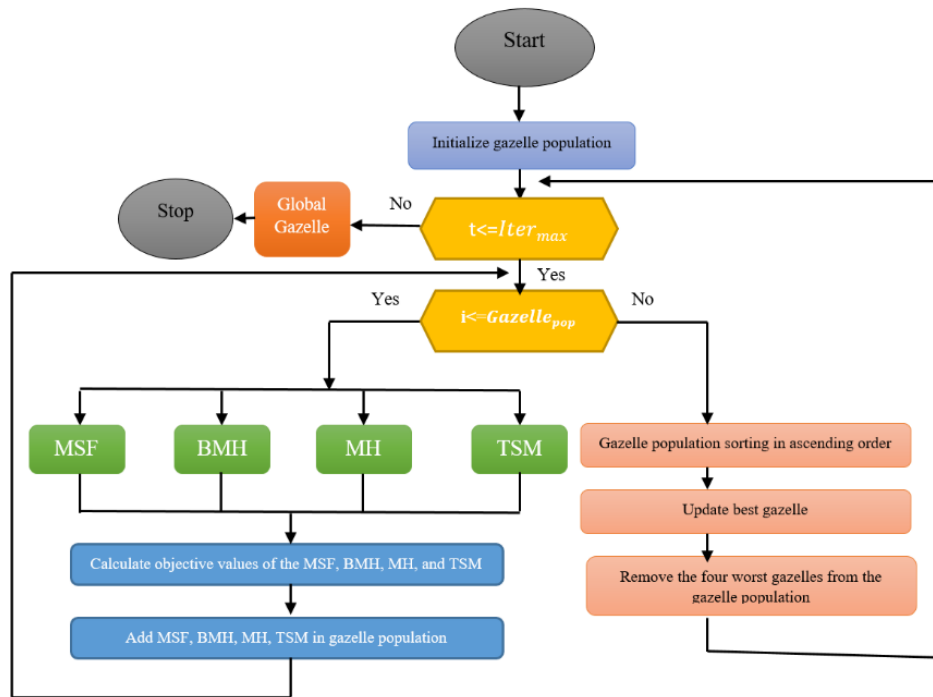 Start
Initialize gazelle population
No
Global
Gazelle
Stop
t<=Iter_max
Yes
Yes
No
i<=Gazelle_pop
MSF
BMH
MH
TSM
Gazelle population sorting in ascending order
Update best gazelle
Calculate objective values of the MSF, BMH, MH, and TSM
Remove the four worst gazelles from the
gazelle population
Add MSF, BMH, MH, TSM in gazelle population